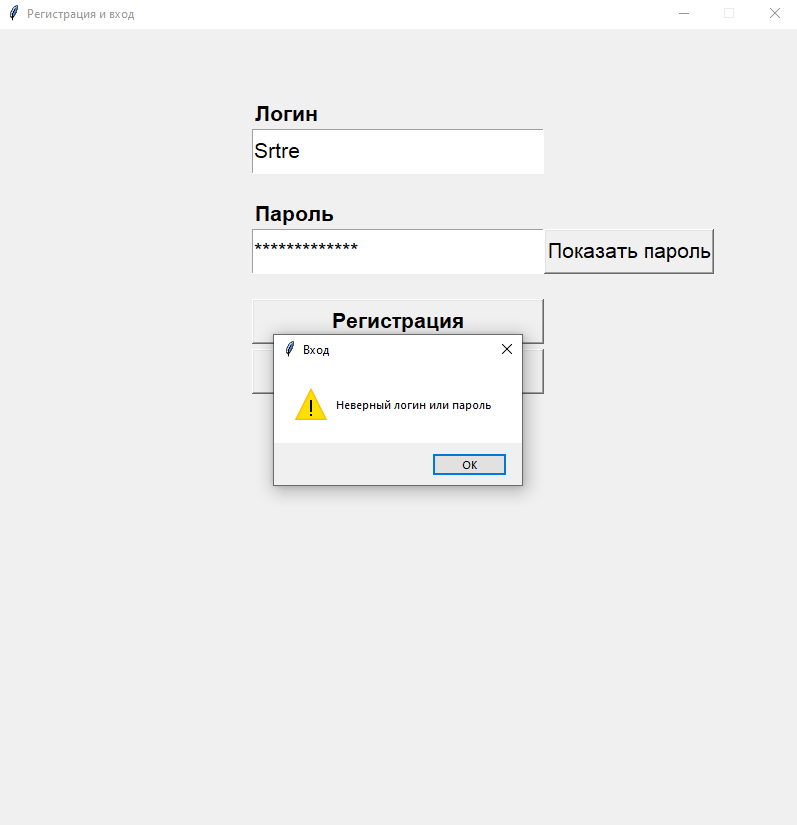 Регистрация и вход
Логин
Srtre
Пароль
*************
Показать пароль
Регистрация
Вход
Неверный логин или пароль
OK